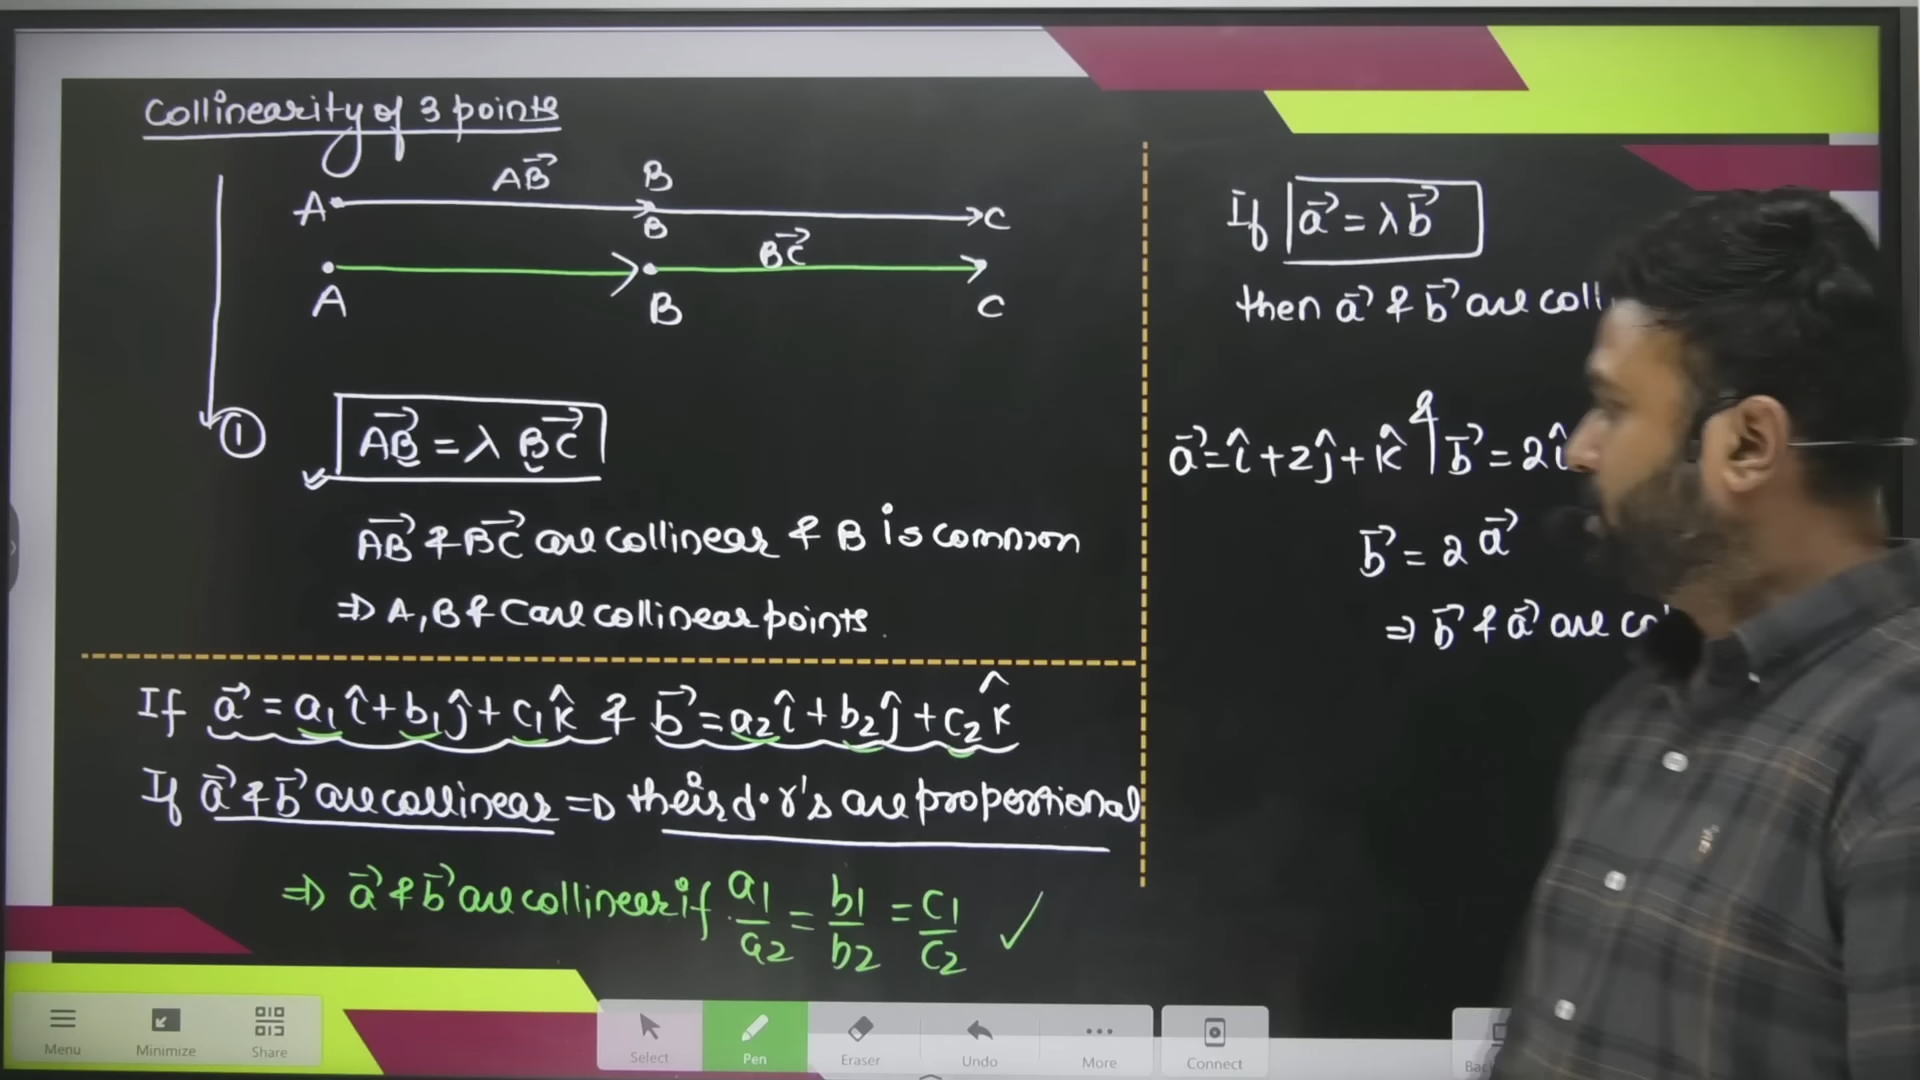 Collinearity of 3 points
AB⃗ B
A B C
BC⃗
A B C
① AB⃗ = λ BC⃗
AB⃗ & BC⃗ are collinear & B is common
⇒ A, B & C are collinear points.
If a⃗ = a₁î + b₁ĵ + c₁k̂ & b⃗ = a₂î + b₂ĵ + c₂k̂
If a⃗ & b⃗ are collinear ⇒ their d.r's are proportional
⇒ a⃗ & b⃗ are collinear if a₁/a₂ = b₁/b₂ = c₁/c₂ ✓
If a⃗ = λ b⃗
then a⃗ & b⃗ are coll
a⃗ = î + 2ĵ + k̂ & b⃗ = 2î
b⃗ = 2 a⃗
⇒ b⃗ & a⃗ are co
Menu Minimize Share Select Pen Eraser Undo More Connect